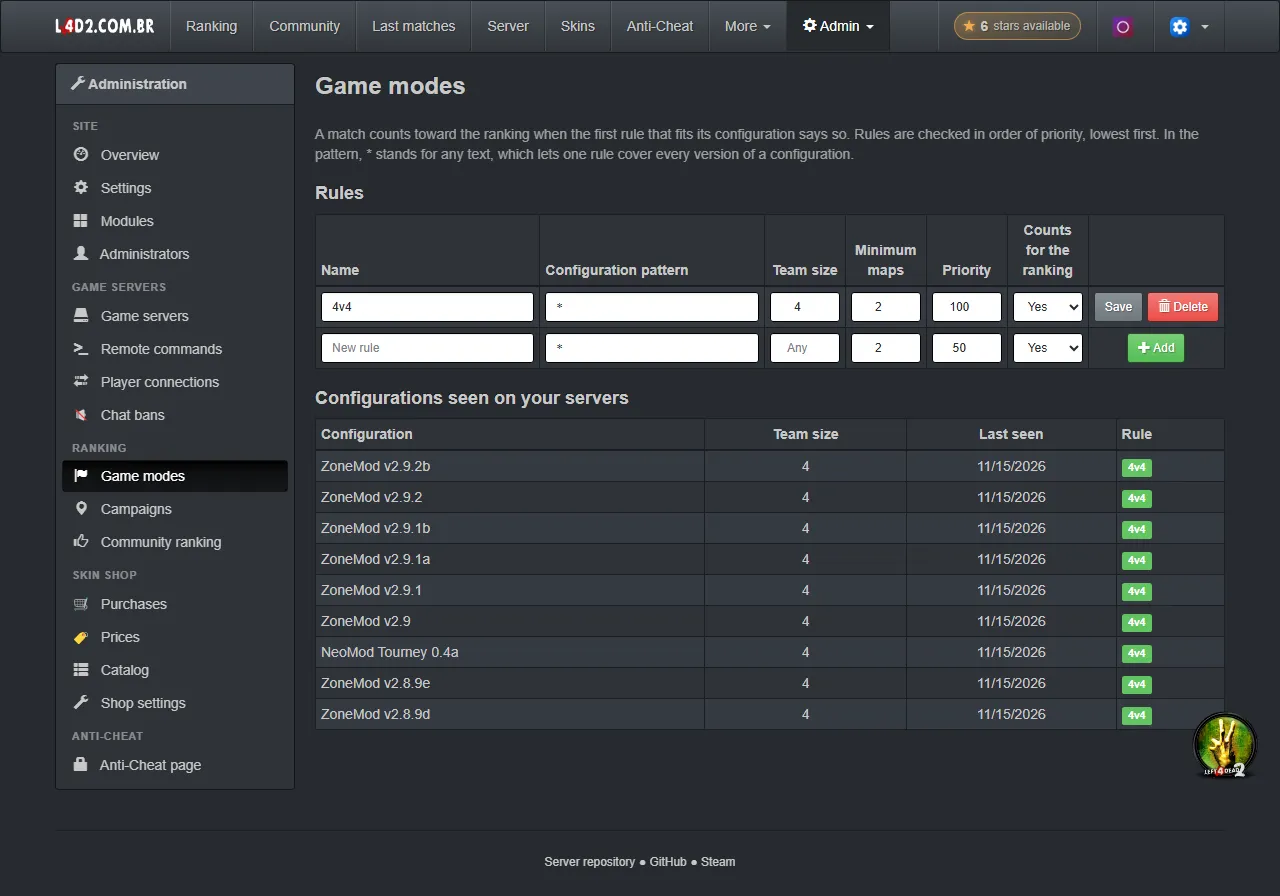 L4D2.COM.BR
Ranking
Community
Last matches
Server
Skins
Anti-Cheat
More
Admin
6 stars available
Administration
SITE
Overview
Settings
Modules
Administrators
GAME SERVERS
Game servers
Remote commands
Player connections
Chat bans
RANKING
Game modes
Campaigns
Community ranking
SKIN SHOP
Purchases
Prices
Catalog
Shop settings
ANTI-CHEAT
Anti-Cheat page
Game modes
A match counts toward the ranking when the first rule that fits its configuration says so. Rules are checked in order of priority, lowest first. In the
pattern, * stands for any text, which lets one rule cover every version of a configuration.
Rules
Name Configuration pattern Team size Minimum maps Priority Counts for the ranking
4v4 * 4 2 100 Yes Save Delete
New rule * Any 2 50 Yes Add
Configurations seen on your servers
Configuration Team size Last seen Rule
ZoneMod v2.9.2b 4 11/15/2026 4v4
ZoneMod v2.9.2 4 11/15/2026 4v4
ZoneMod v2.9.1b 4 11/15/2026 4v4
ZoneMod v2.9.1a 4 11/15/2026 4v4
ZoneMod v2.9.1 4 11/15/2026 4v4
ZoneMod v2.9 4 11/15/2026 4v4
NeoMod Tourney 0.4a 4 11/15/2026 4v4
ZoneMod v2.8.9e 4 11/15/2026 4v4
ZoneMod v2.8.9d 4 11/15/2026 4v4
LEFT 4 DEAD 2
Server repository ● GitHub ● Steam